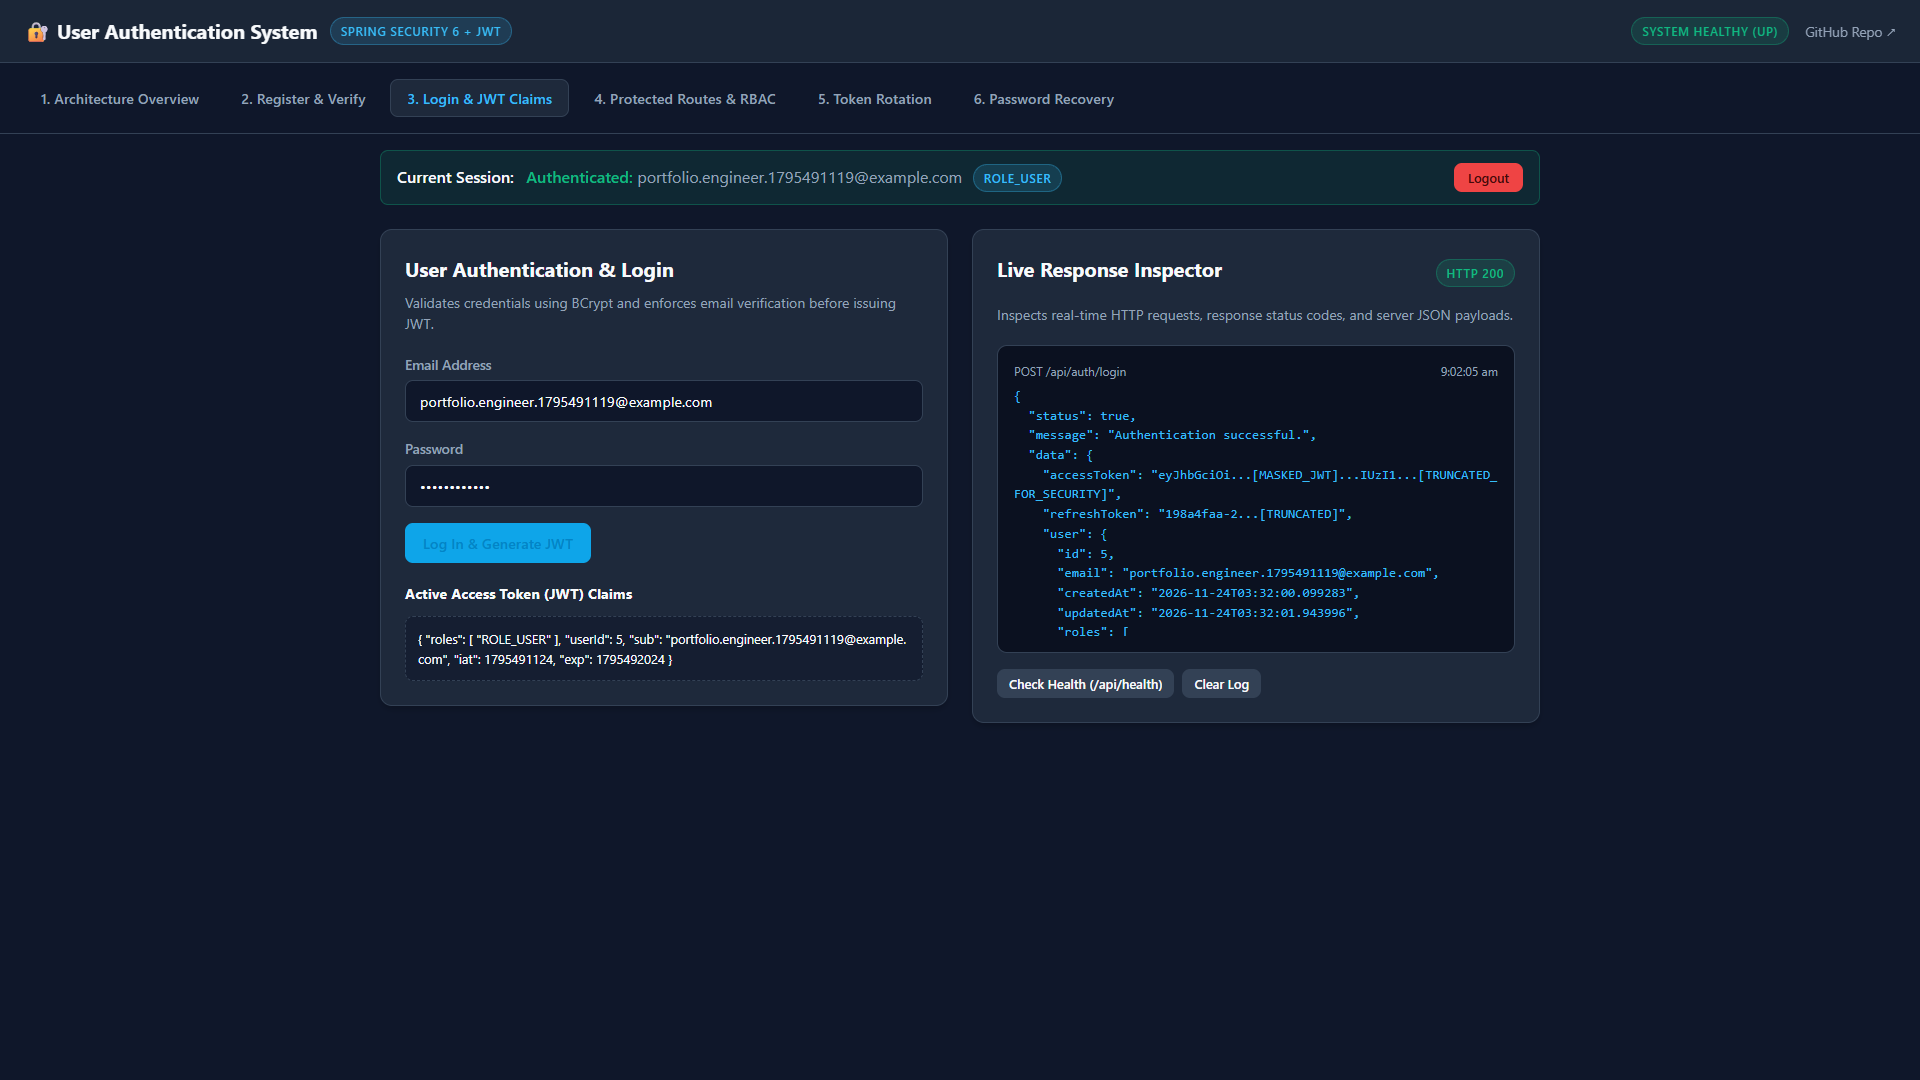 🔐 User Authentication System
SPRING SECURITY 6 + JWT
SYSTEM HEALTHY (UP)
GitHub Repo ↗
1. Architecture Overview
2. Register & Verify
3. Login & JWT Claims
4. Protected Routes & RBAC
5. Token Rotation
6. Password Recovery
Current Session: Authenticated: portfolio.engineer.1795491119@example.com ROLE_USER
Logout
User Authentication & Login
Validates credentials using BCrypt and enforces email verification before issuing
JWT.
Email Address
portfolio.engineer.1795491119@example.com
Password
••••••••••••
Log In & Generate JWT
Active Access Token (JWT) Claims
{ "roles": [ "ROLE_USER" ], "userId": 5, "sub": "portfolio.engineer.1795491119@example.
com", "iat": 1795491124, "exp": 1795492024 }
Live Response Inspector
HTTP 200
Inspects real-time HTTP requests, response status codes, and server JSON payloads.
POST /api/auth/login
9:02:05 am
{
  "status": true,
  "message": "Authentication successful.",
  "data": {
    "accessToken": "eyJhbGciOi...[MASKED_JWT]...IUzI1...[TRUNCATED_
FOR_SECURITY]",
    "refreshToken": "198a4faa-2...[TRUNCATED]",
    "user": {
      "id": 5,
      "email": "portfolio.engineer.1795491119@example.com",
      "createdAt": "2026-11-24T03:32:00.099283",
      "updatedAt": "2026-11-24T03:32:01.943996",
      "roles": [
Check Health (/api/health)
Clear Log